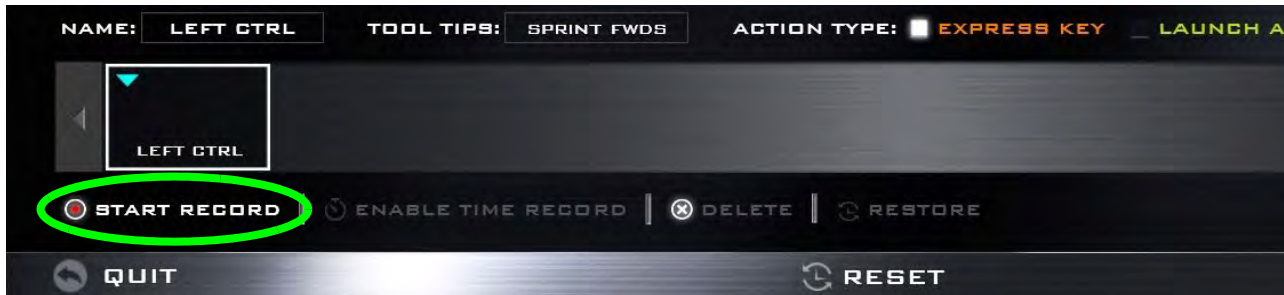 NAME: LEFT CTRL TOOL TIPS: SPRINT FWDS ACTION TYPE: EXPRESS KEY LAUNCH A
LEFT CTRL
START RECORD ENABLE TIME RECORD DELETE RESTORE
QUIT RESET